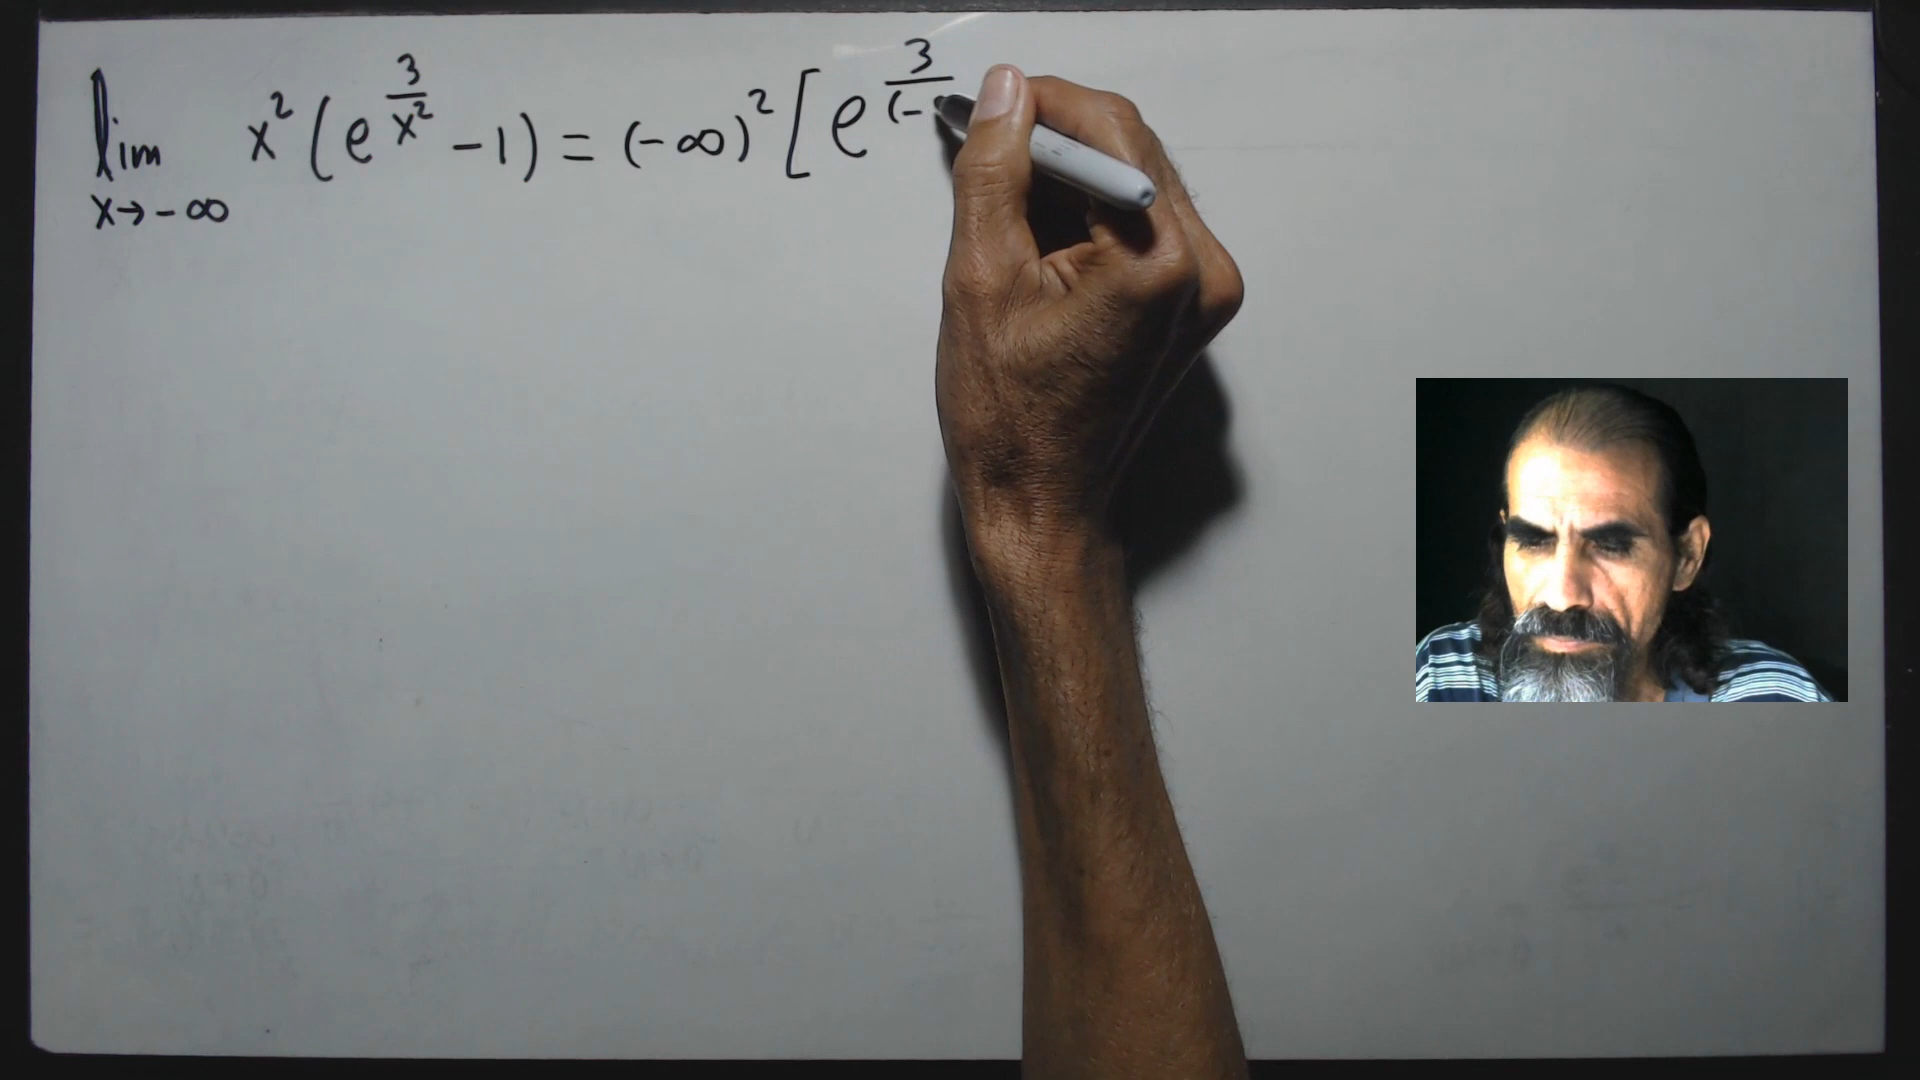 lim x² (e^(3/x²) - 1) = (-∞)² [e^(3/(-
x→-∞